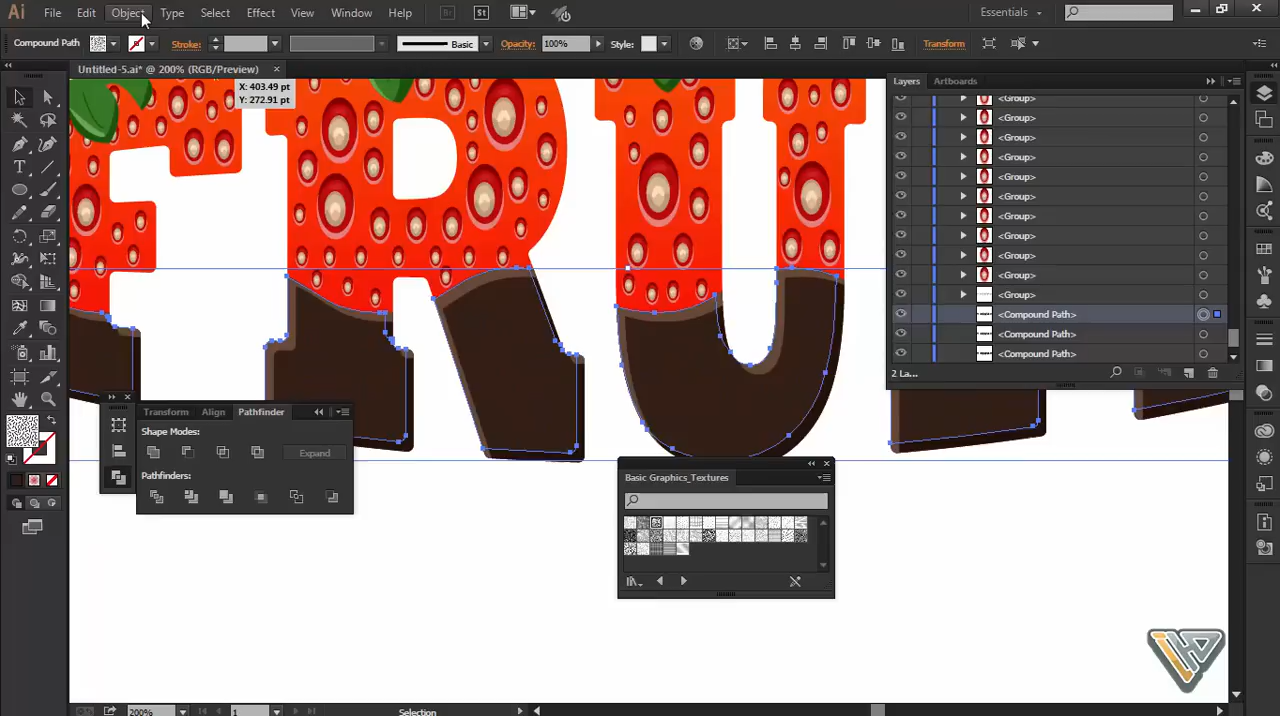 Ai File Edit Object Type Select Effect View Window Help Br St Essentials
Compound Path Stroke: Basic Opacity: 100% Style: Transform
Untitled-5.ai* @ 200% (RGB/Preview) ×
X: 403.49 pt
Y: 272.91 pt
Layers Artboards
<Group>
<Group>
<Group>
<Group>
<Group>
<Group>
<Group>
<Group>
<Group>
<Group>
<Group>
<Compound Path>
<Compound Path>
<Compound Path>
2 La...
Transform Align Pathfinder
Shape Modes:
Expand
Pathfinders:
Basic Graphics_Textures
200% 1 Selection